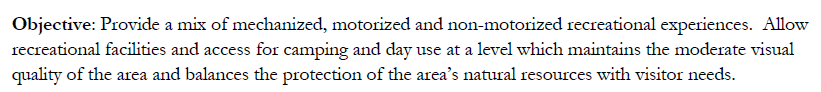 Objective: Provide a mix of mechanized, motorized and non-motorized recreational experiences.  Allow
recreational facilities and access for camping and day use at a level which maintains the moderate visual
quality of the area and balances the protection of the area’s natural resources with visitor needs.